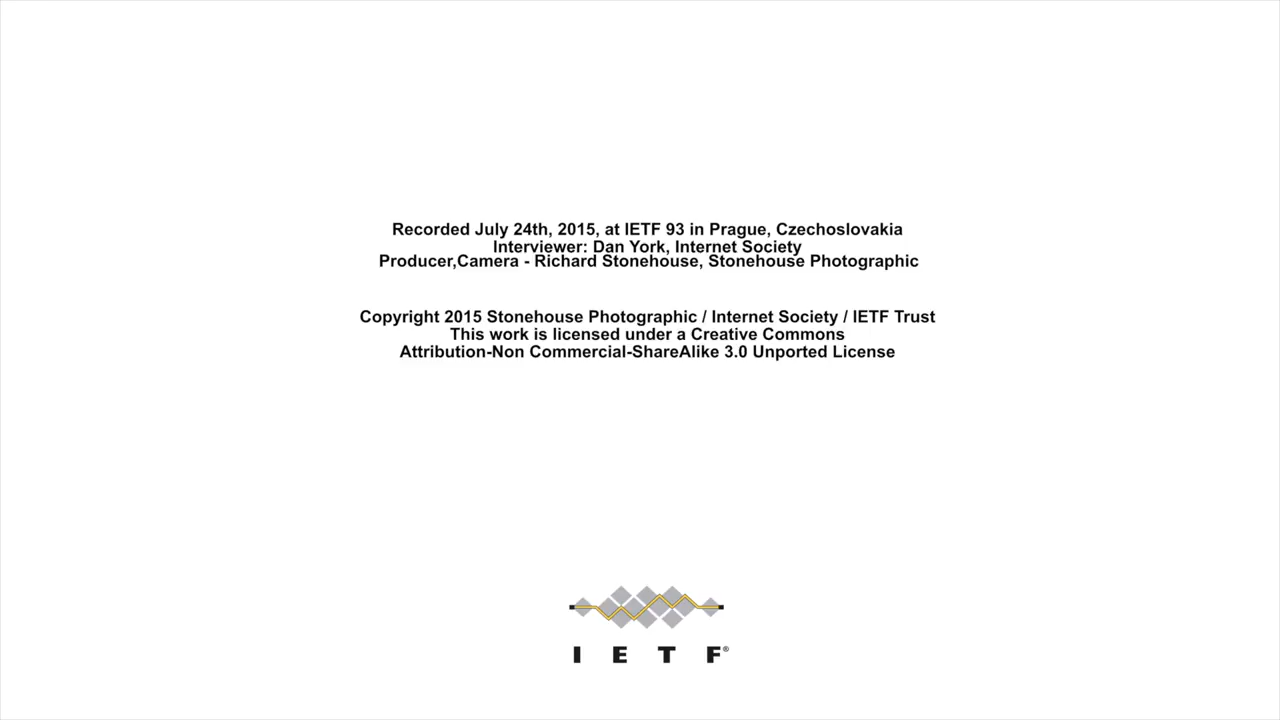 Recorded July 24th, 2015, at IETF 93 in Prague, Czechoslovakia
Interviewer: Dan York, Internet Society
Producer,Camera - Richard Stonehouse, Stonehouse Photographic
Copyright 2015 Stonehouse Photographic / Internet Society / IETF Trust
This work is licensed under a Creative Commons
Attribution-Non Commercial-ShareAlike 3.0 Unported License
I E T F®